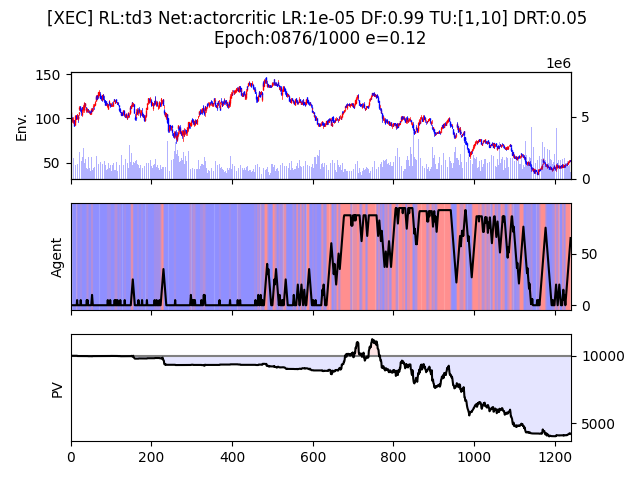 [XEC] RL:td3 Net:actorcritic LR:1e-05 DF:0.99 TU:[1,10] DRT:0.05
Epoch:0876/1000 e=0.12
1e6
150
100
50
Env.
5
0
Agent
50
0
PV
10000
5000
0 200 400 600 800 1000 1200